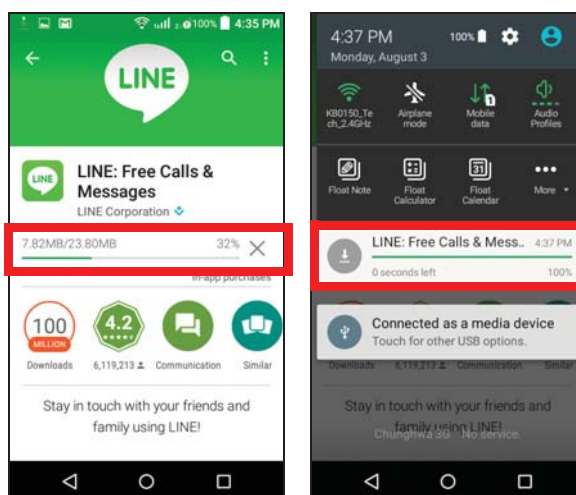 100% 4:35 PM
LINE
LINE
LINE: Free Calls &
Messages
LINE Corporation
7.82MB/23.80MB 32%
in-app purchases
100
MILLION
4.2
Downloads 6,119,213 Communication Similar
Stay in touch with your friends and
family using LINE!
4:37 PM 100%
Monday, August 3
KB0150_Te
ch_2.4GHz
Airplane
mode
Mobile
data
Audio
Profiles
Float Note
Float
Calculator
31
Float
Calendar
More
LINE: Free Calls & Mess.. 4:37 PM
0 seconds left 100%
Connected as a media device
Touch for other USB options.
Downloads 6,119,213 Communication Similar
Stay in touch with your friends and
family using LINE!
Chunghwa 3G No service.